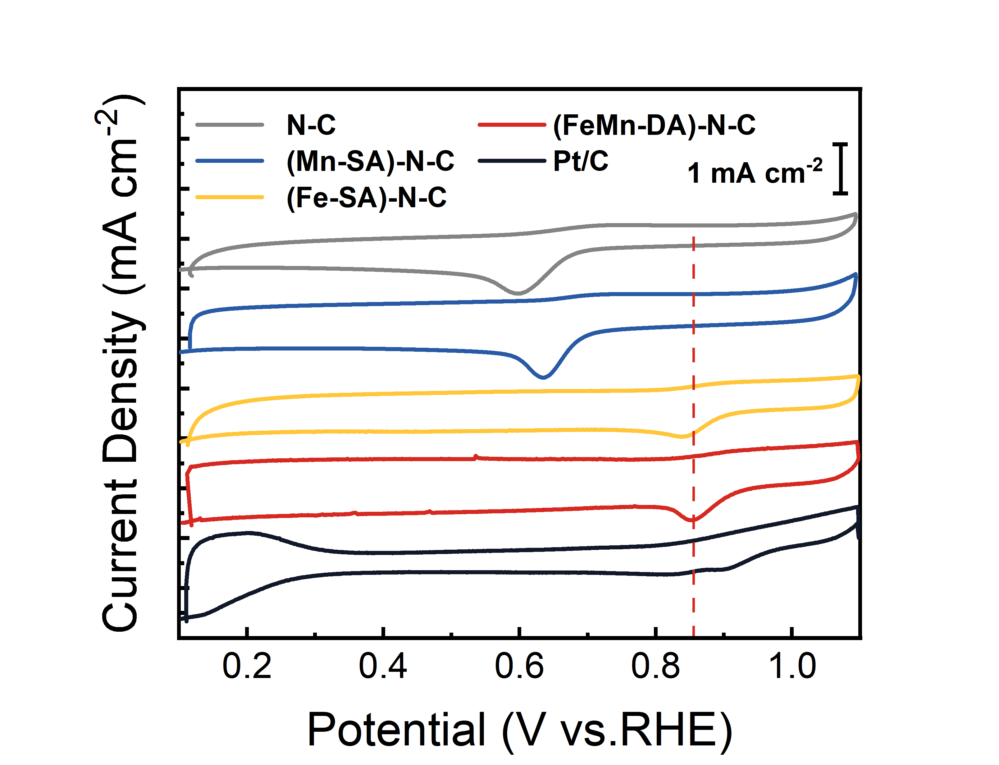 Current Density (mA cm⁻²)
N-C
(Mn-SA)-N-C
(Fe-SA)-N-C
(FeMn-DA)-N-C
Pt/C
1 mA cm⁻²
0.2 0.4 0.6 0.8 1.0
Potential (V vs.RHE)